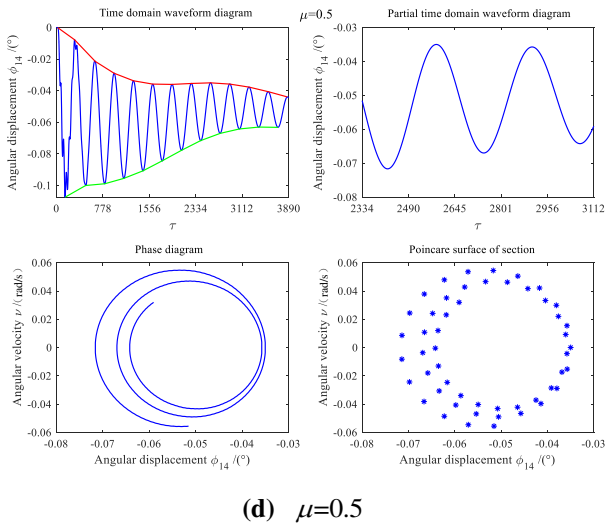 Time domain waveform diagram
μ=0.5
Partial time domain waveform diagram
Angular displacement ϕ14 /(°)
0
-0.02
-0.04
-0.06
-0.08
-0.1
0 778 1556 2334 3112 3890
τ
Angular displacement ϕ14 /(°)
-0.03
-0.04
-0.05
-0.06
-0.07
-0.08
2334 2490 2645 2801 2956 3112
τ
Phase diagram
Angular velocity ν /(rad/s)
0.06
0.04
0.02
0
-0.02
-0.04
-0.06
-0.08 -0.07 -0.06 -0.05 -0.04 -0.03
Angular displacement ϕ14 /(°)
Poincare surface of section
Angular velocity ν /(rad/s)
0.06
0.04
0.02
0
-0.02
-0.04
-0.06
-0.08 -0.07 -0.06 -0.05 -0.04 -0.03
Angular displacement ϕ14 /(°)
(d) μ=0.5